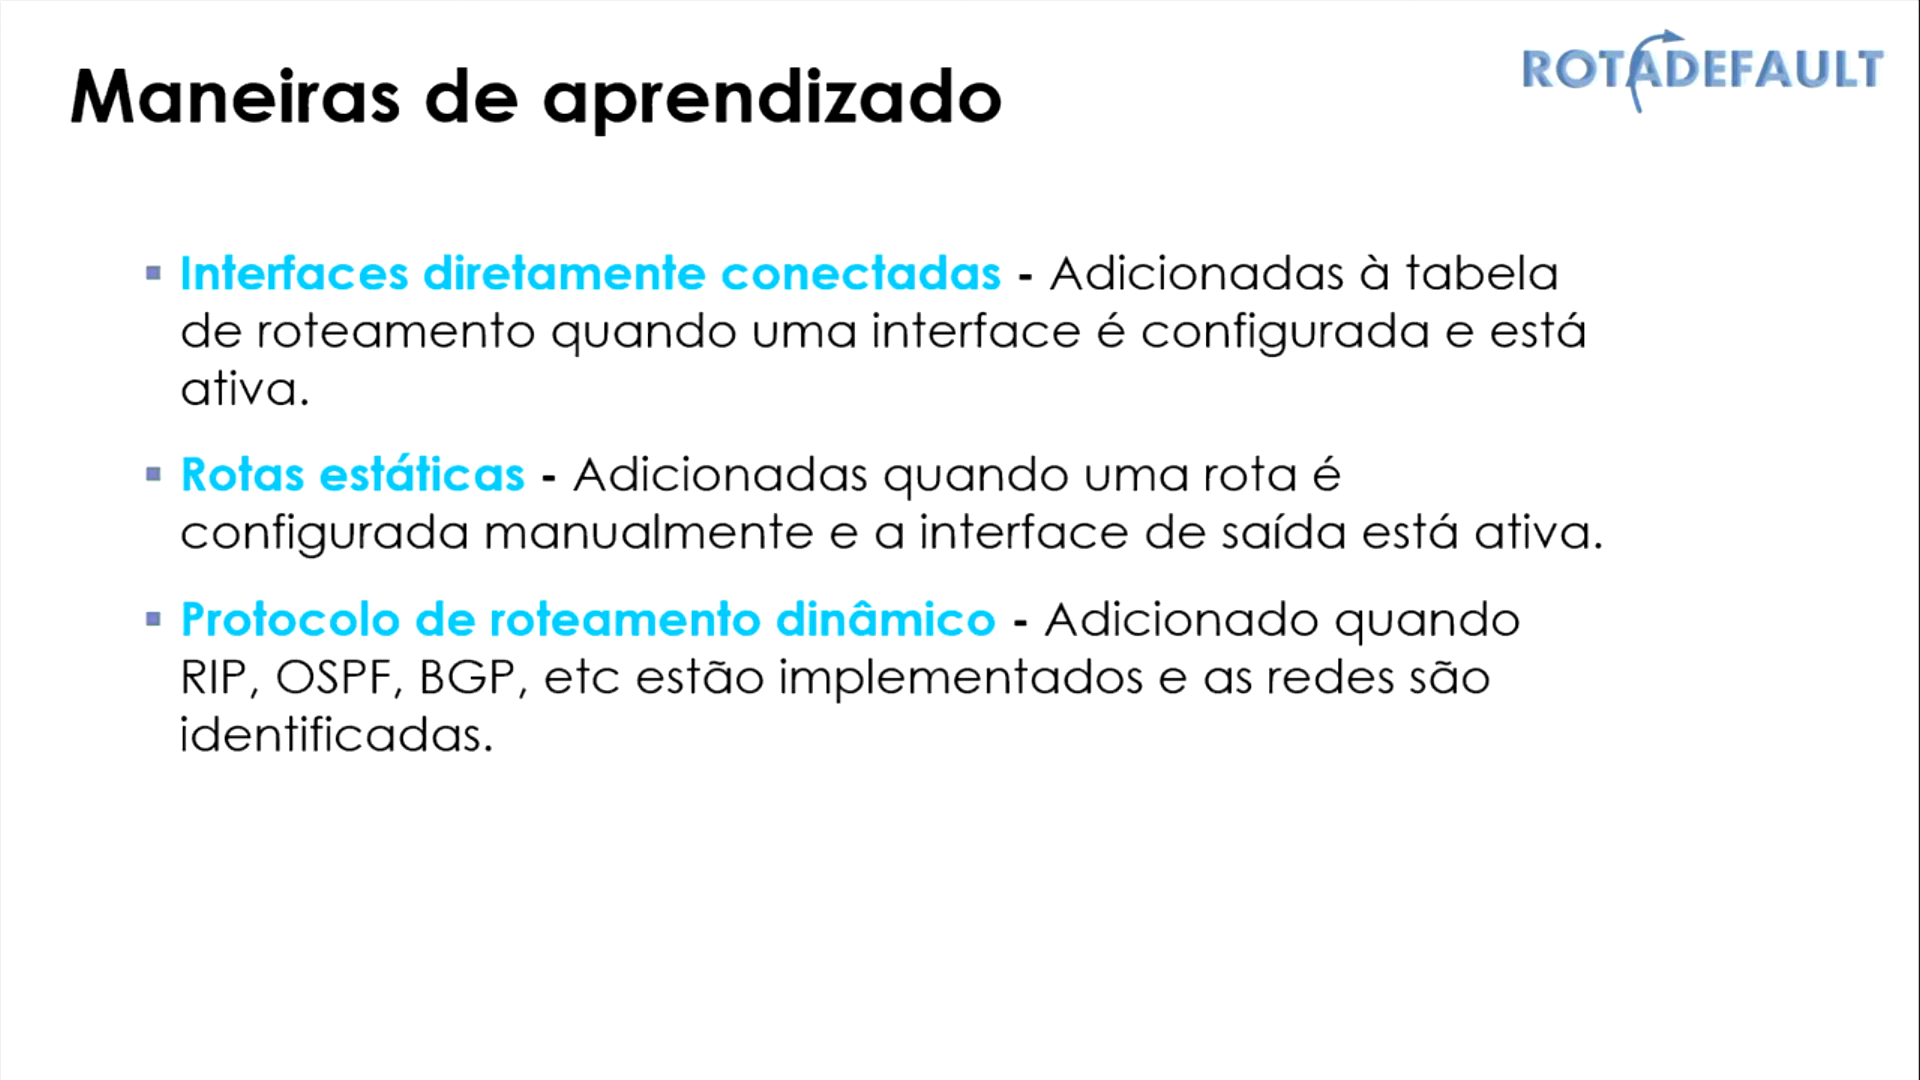 ROTADEFAULT
Maneiras de aprendizado
▪ Interfaces diretamente conectadas - Adicionadas à tabela
de roteamento quando uma interface é configurada e está
ativa.
▪ Rotas estáticas - Adicionadas quando uma rota é
configurada manualmente e a interface de saída está ativa.
▪ Protocolo de roteamento dinâmico - Adicionado quando
RIP, OSPF, BGP, etc estão implementados e as redes são
identificadas.